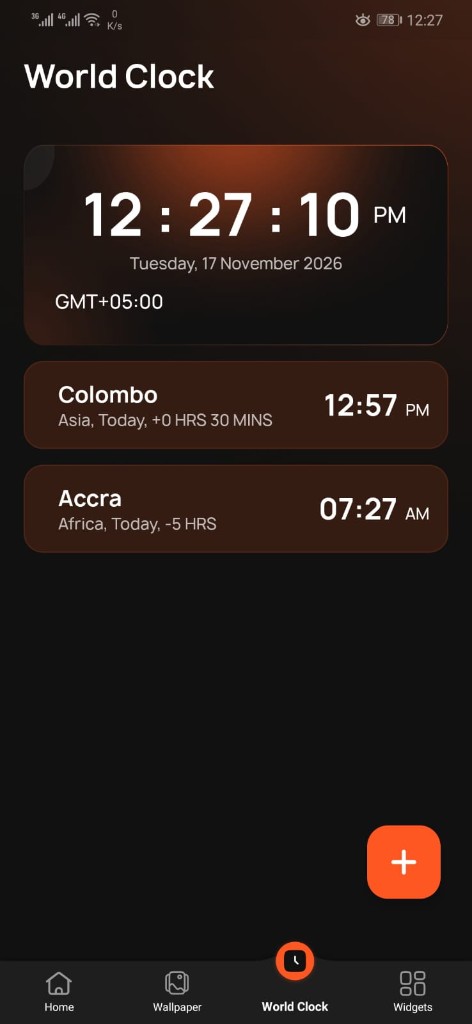 3G 4G 0 K/s 78 12:27
World Clock
12 : 27 : 10 PM
Tuesday, 17 November 2026
GMT+05:00
Colombo
Asia, Today, +0 HRS 30 MINS
12:57 PM
Accra
Africa, Today, -5 HRS
07:27 AM
Home Wallpaper World Clock Widgets